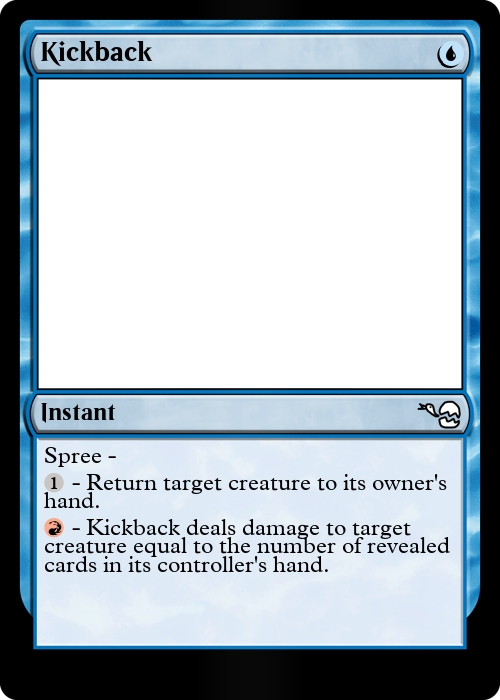 Kickback
Instant
Spree -
1 - Return target creature to its owner's
hand.
- Kickback deals damage to target
creature equal to the number of revealed
cards in its controller's hand.